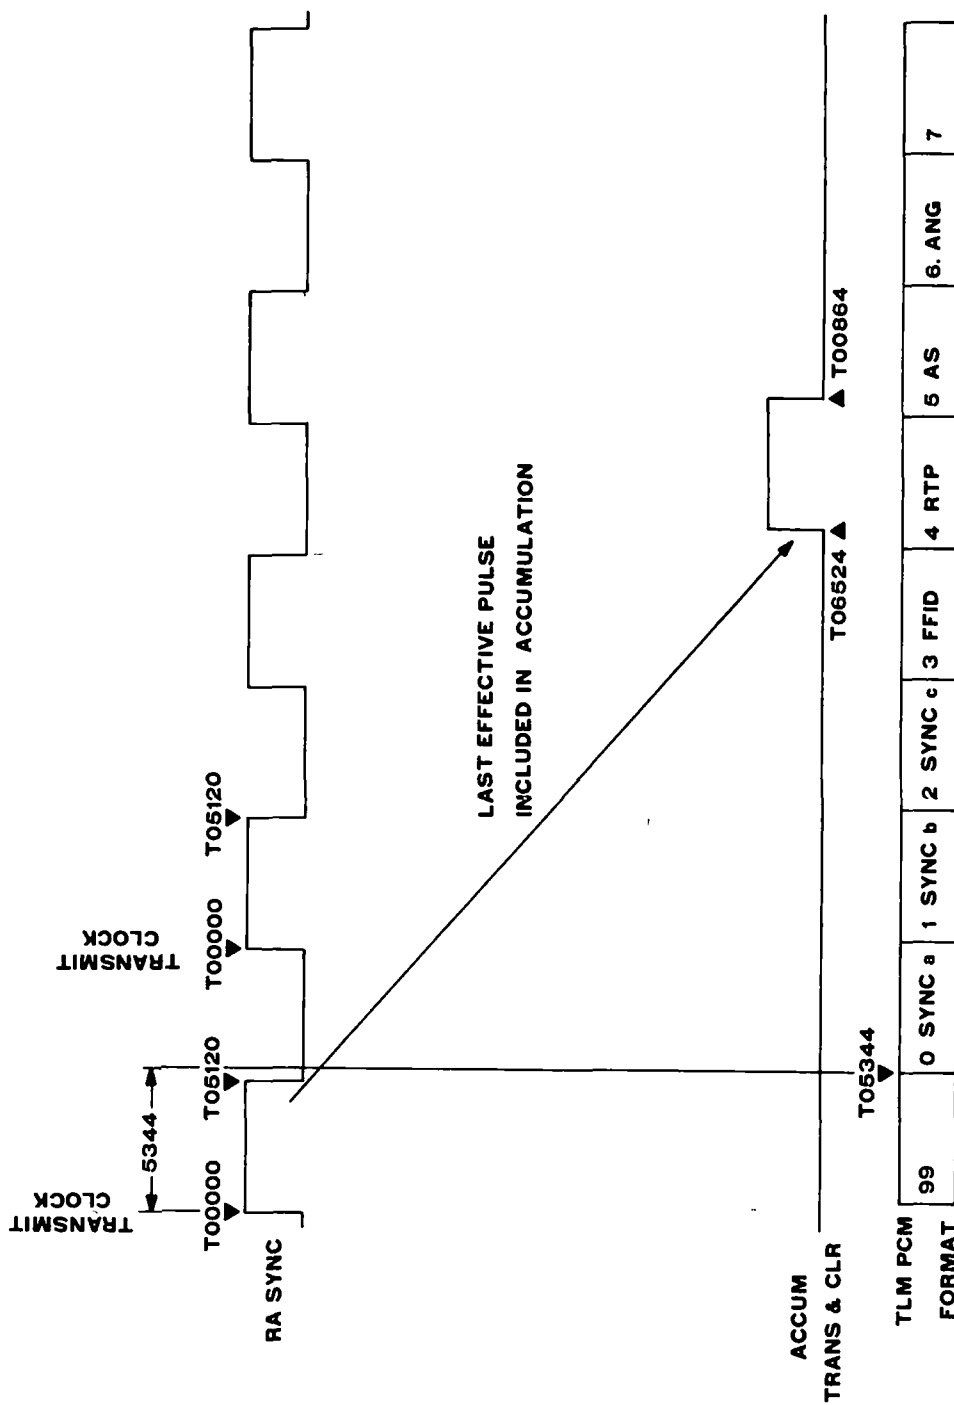 TRANSMIT
CLOCK
TRANSMIT
CLOCK
5344
T00000
T05120
T00000
T05120
RA SYNC
LAST EFFECTIVE PULSE
INCLUDED IN ACCUMULATION
ACCUM
TRANS & CLR
T06524
T00864
T05344
TLM PCM
FORMAT
99
0 SYNC a
1 SYNC b
2 SYNC c
3 FFID
4 RTP
5 AS
6. ANG
7